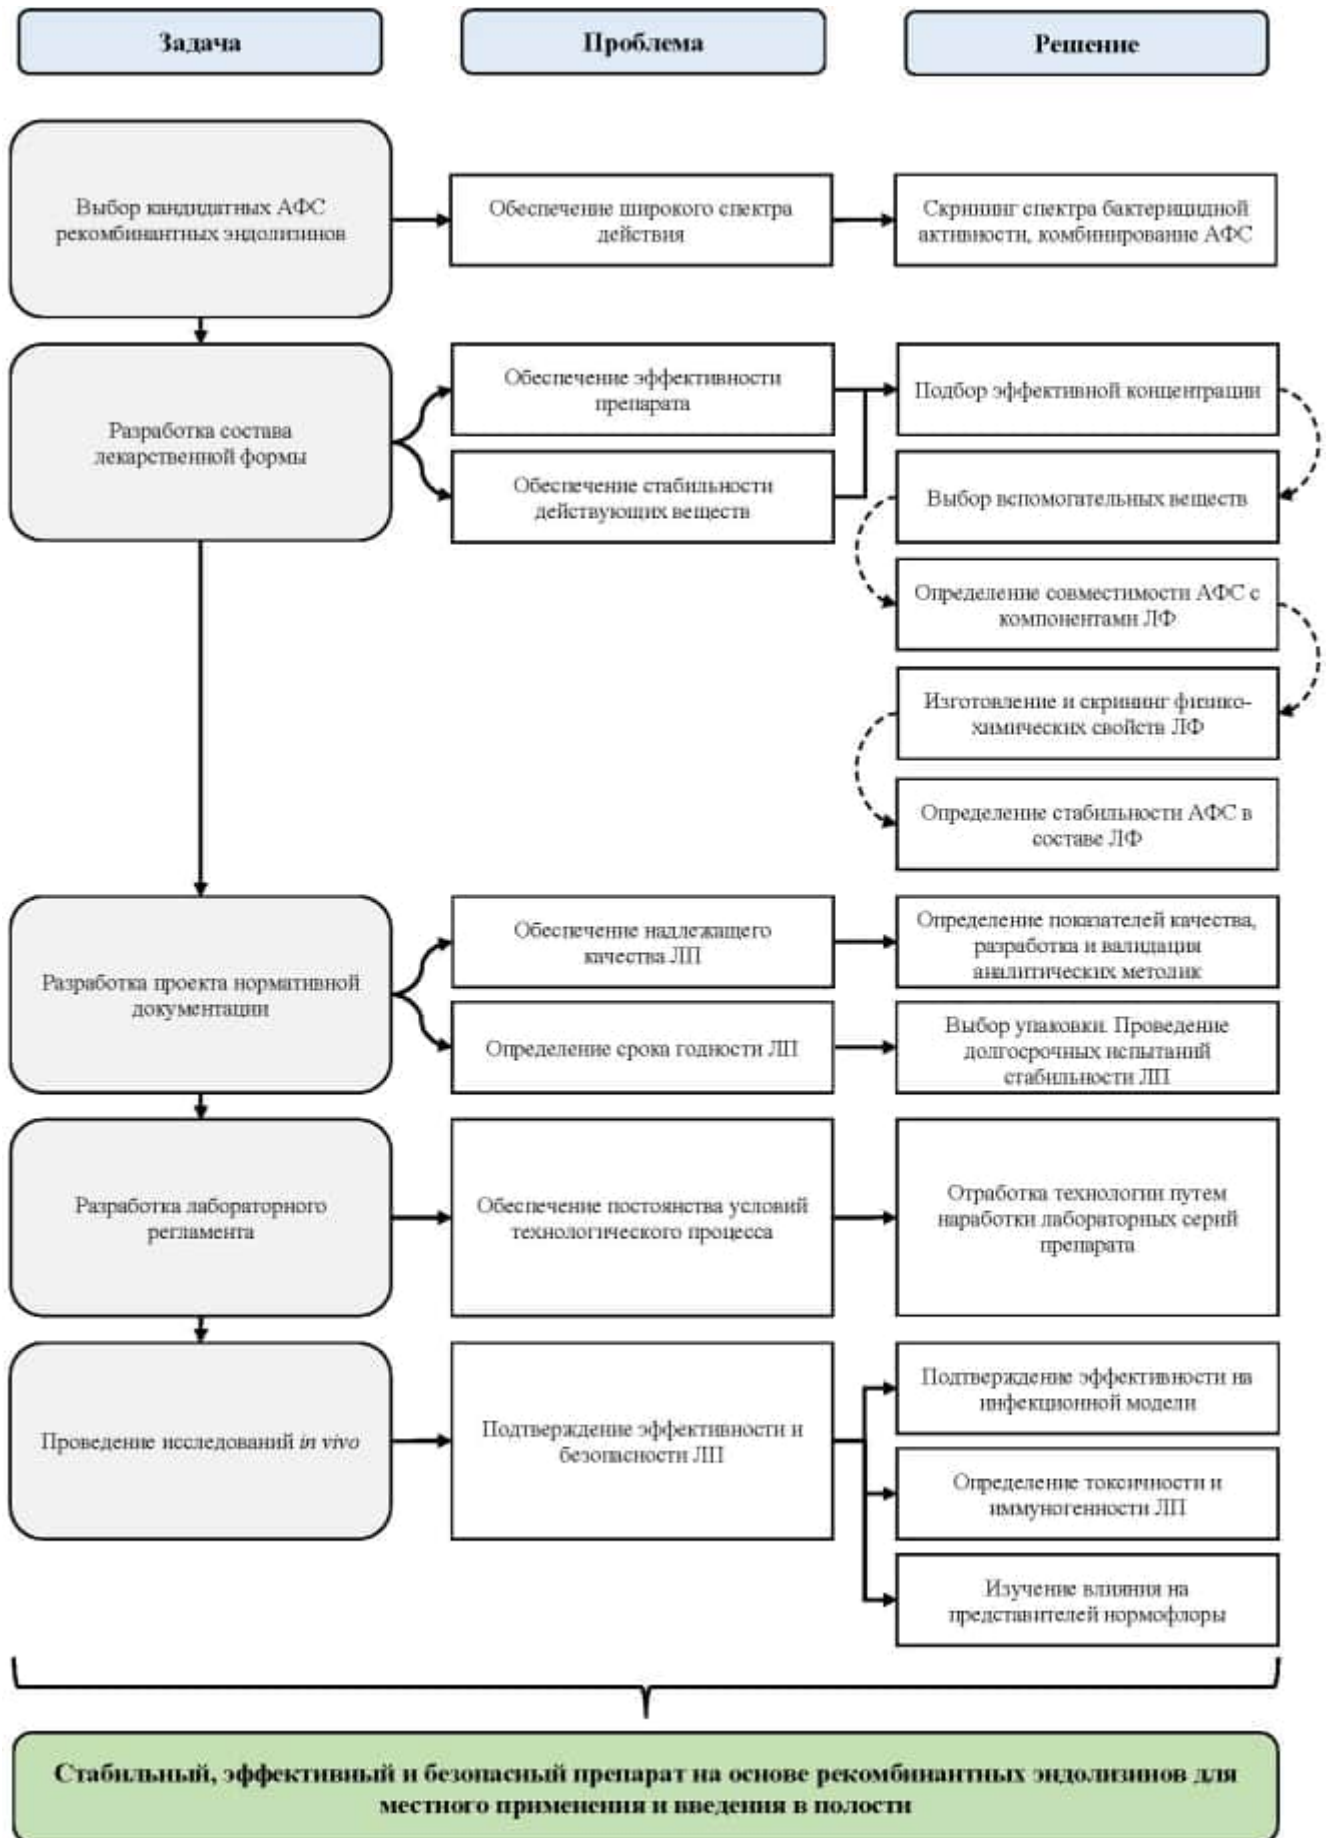 Задача
Проблема
Решение
Выбор кандидатных АФС
рекомбинантных эндолизинов
Обеспечение широкого спектра
действия
Скрининг спектра бактерицидной
активности, комбинирование АФС
Разработка состава
лекарственной формы
Обеспечение эффективности
препарата
Обеспечение стабильности
действующих веществ
Подбор эффективной концентрации
Выбор вспомогательных веществ
Определение совместимости АФС с
компонентами ЛФ
Изготовление и скрининг физико-
химических свойств ЛФ
Определение стабильности АФС в
составе ЛФ
Разработка проекта нормативной
документации
Обеспечение надлежащего
качества ЛП
Определение показателей качества,
разработка и валидация
аналитических методик
Определение срока годности ЛП
Выбор упаковки. Проведение
долгосрочных испытаний
стабильности ЛП
Разработка лабораторного
регламента
Обеспечение постоянства условий
технологического процесса
Отработка технологии путем
наработки лабораторных серий
препарата
Проведение исследований in vivo
Подтверждение эффективности и
безопасности ЛП
Подтверждение эффективности на
инфекционной модели
Определение токсичности и
иммуногенности ЛП
Изучение влияния на
представителей нормофлоры
Стабильный, эффективный и безопасный препарат на основе рекомбинантных эндолизинов для
местного применения и введения в полости